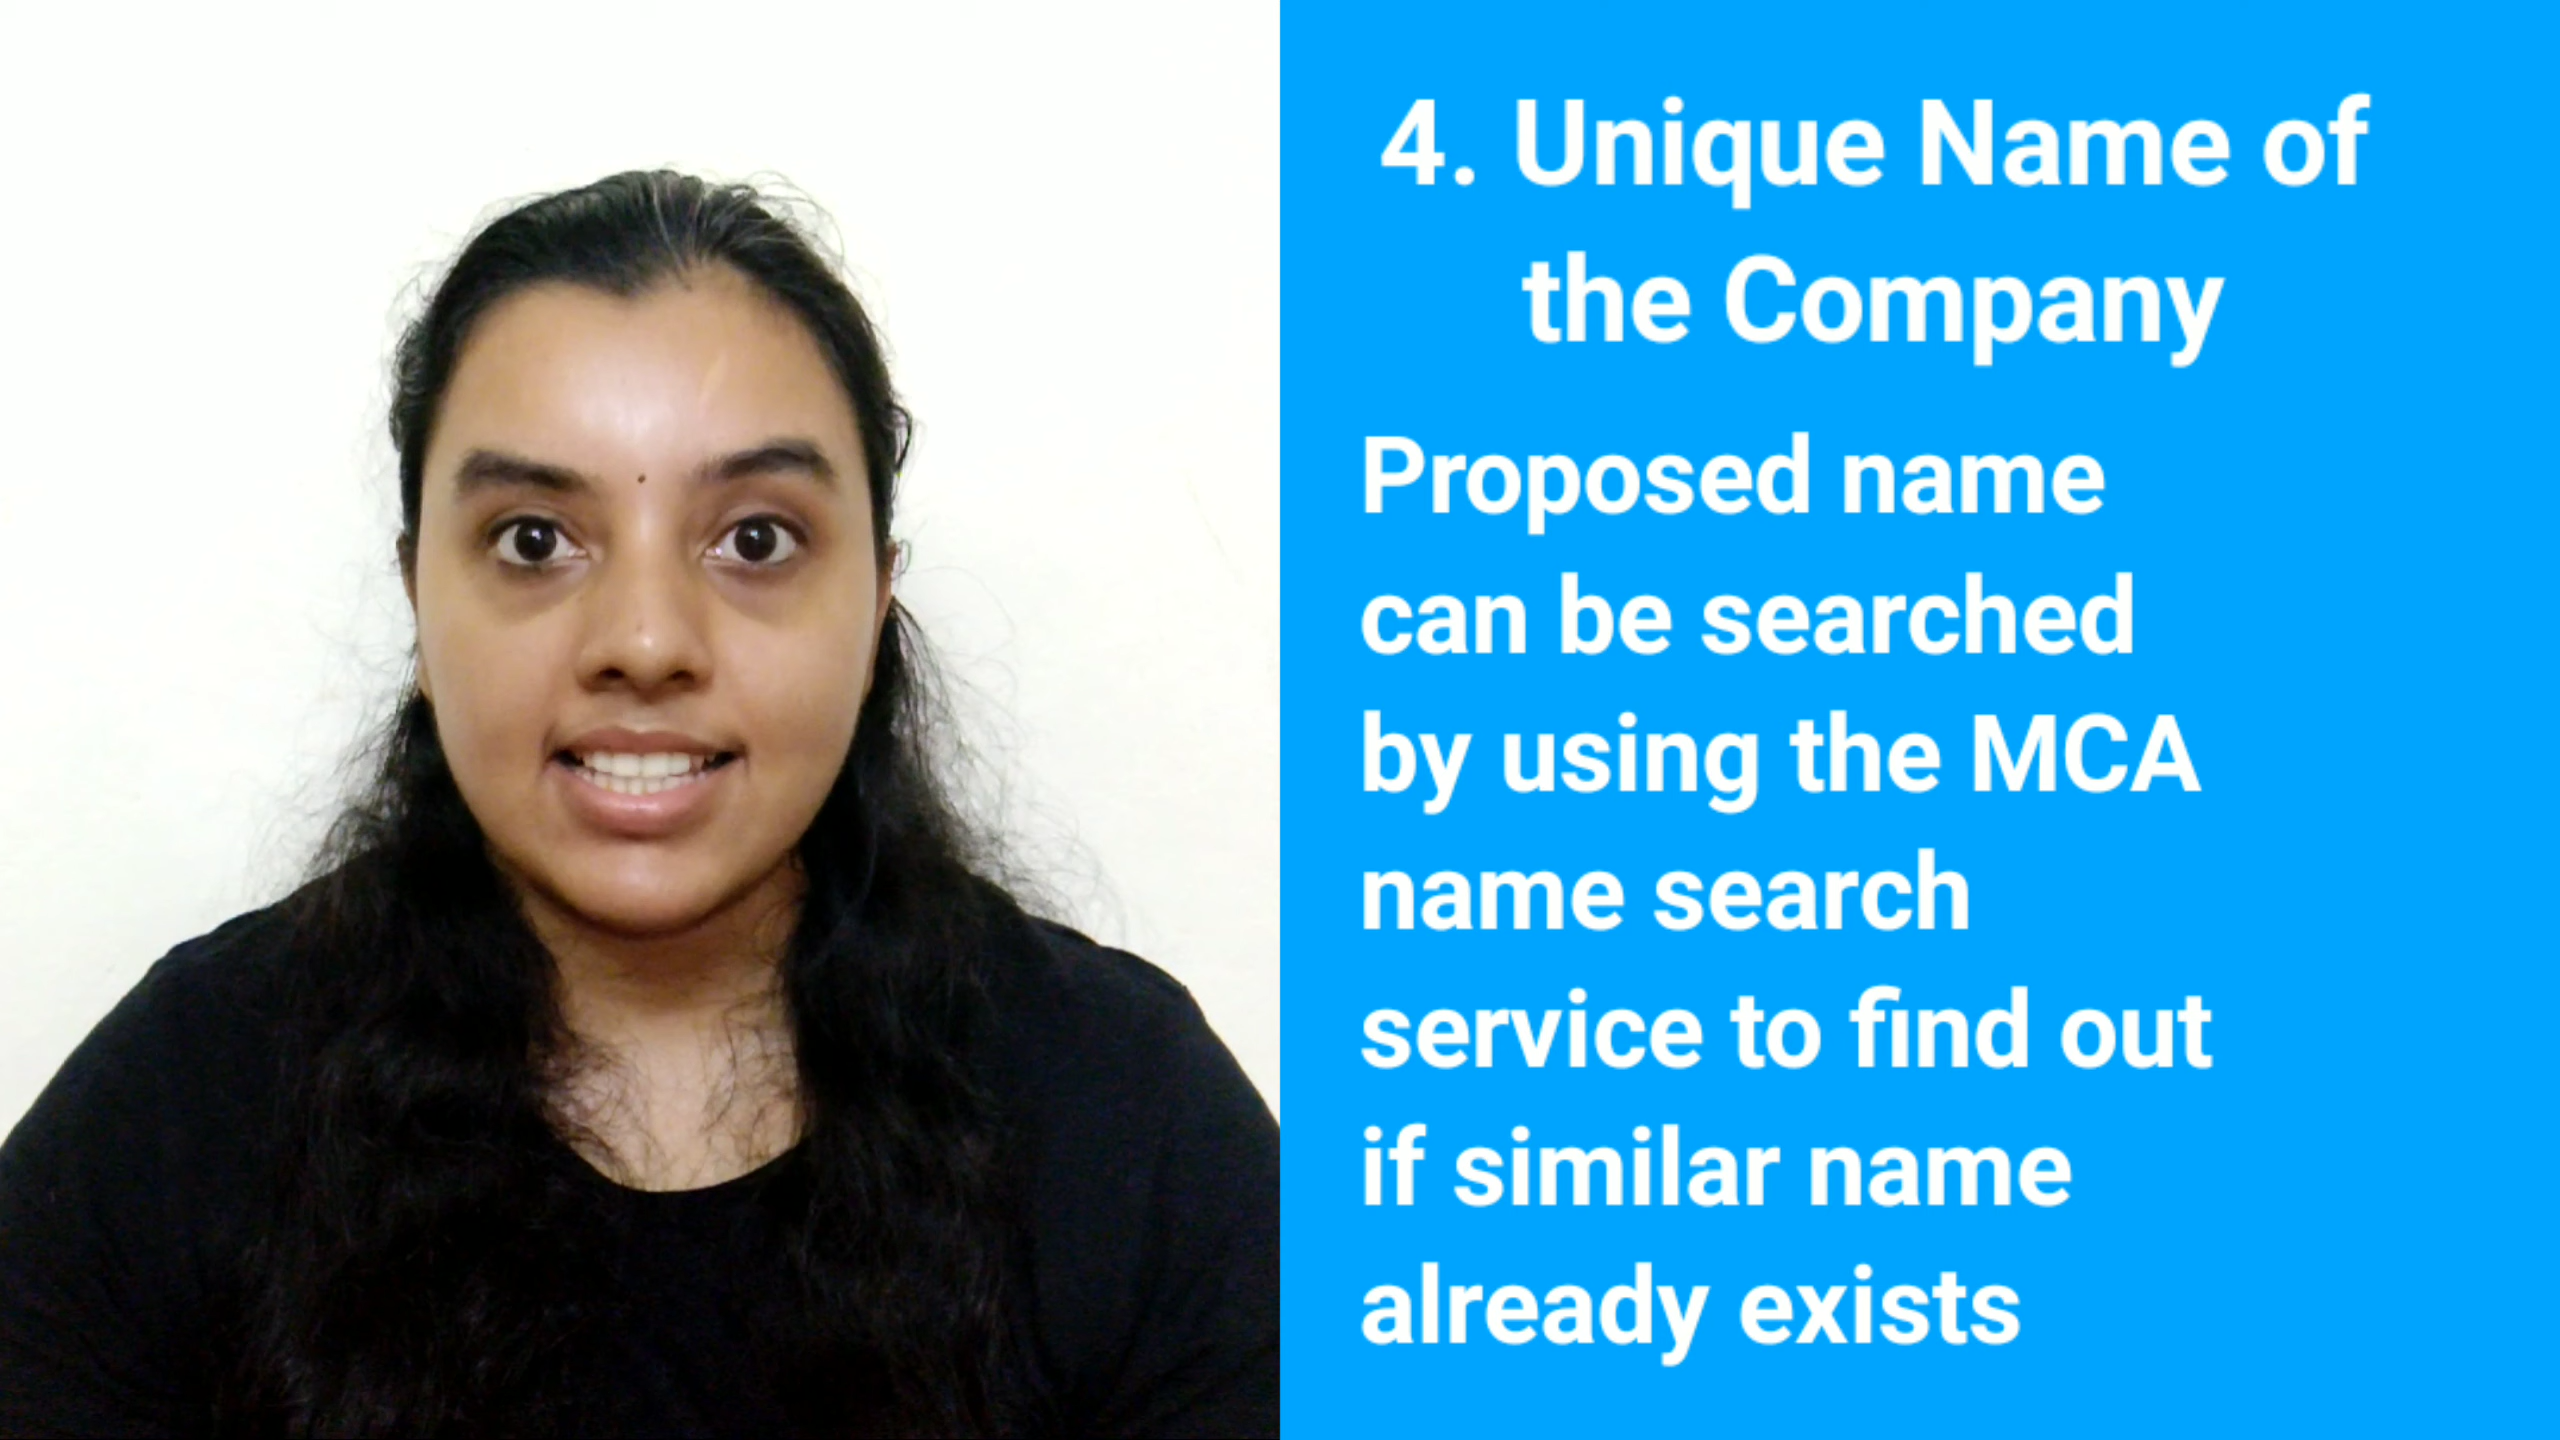 4. Unique Name of
the Company
Proposed name
can be searched
by using the MCA
name search
service to find out
if similar name
already exists